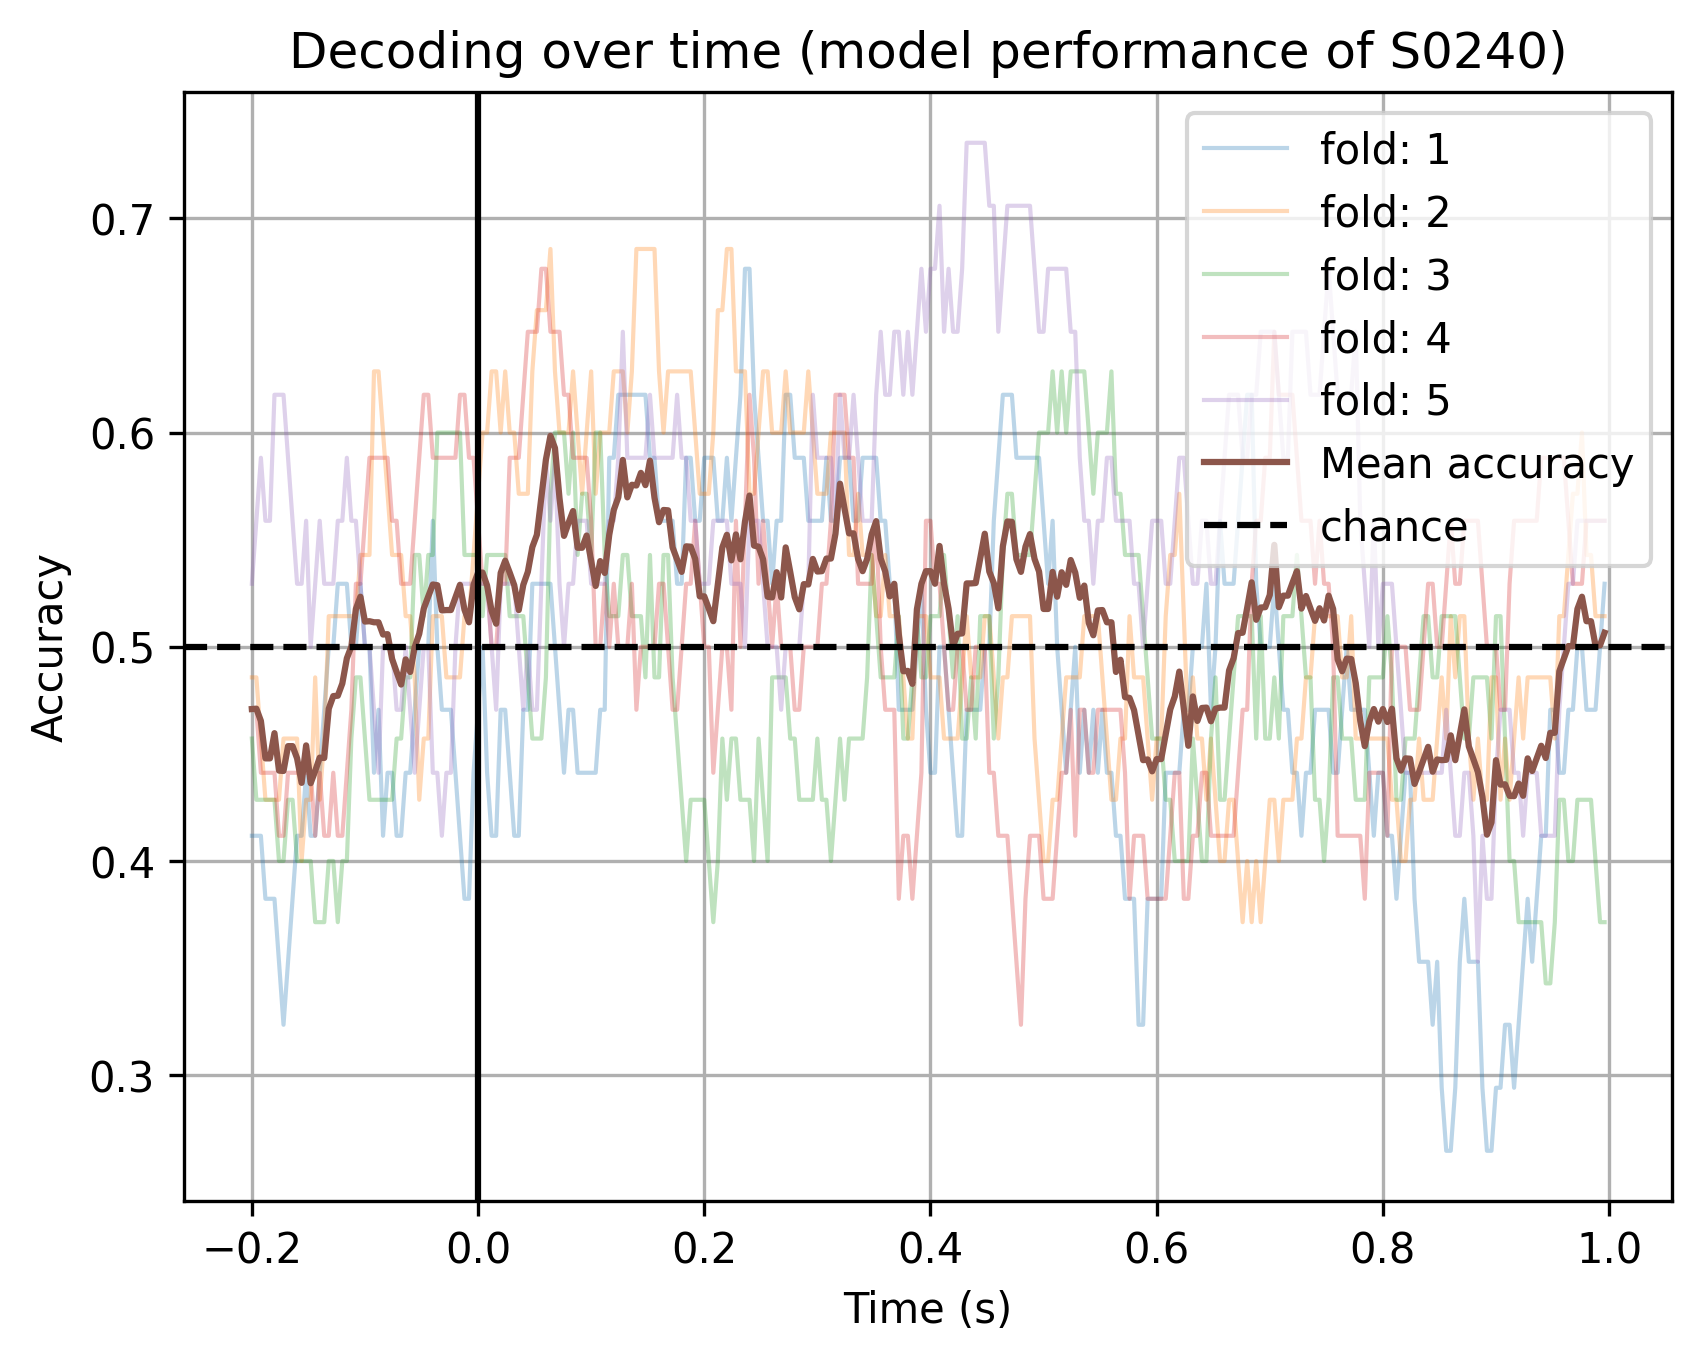 Decoding over time (model performance of S0240)
fold: 1
fold: 2
fold: 3
fold: 4
fold: 5
Mean accuracy
chance
Accuracy
0.7
0.6
0.5
0.4
0.3
−0.2
0.0
0.2
0.4
0.6
0.8
1.0
Time (s)